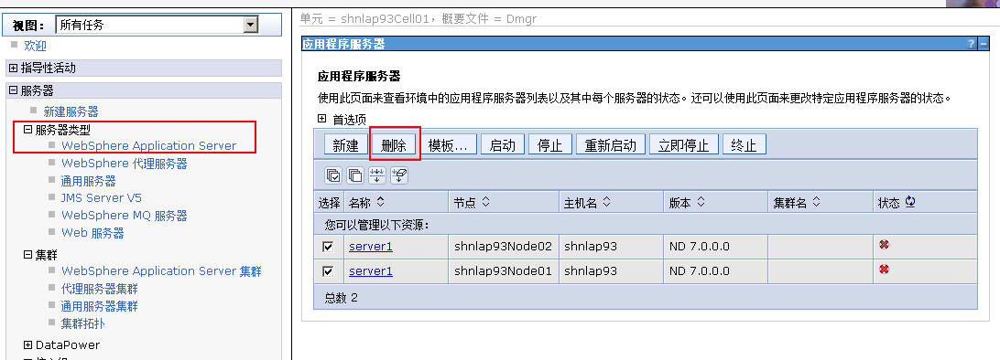 视图： 所有任务
欢迎
指导性活动
服务器
新建服务器
服务器类型
WebSphere Application Server
WebSphere 代理服务器
通用服务器
JMS Server V5
WebSphere MQ 服务器
Web 服务器
集群
WebSphere Application Server 集群
代理服务器集群
通用服务器集群
集群拓扑
DataPower
单元 = shnlap93Cell01，概要文件 = Dmgr
应用程序服务器 ? –
应用程序服务器
使用此页面来查看环境中的应用程序服务器列表以及其中每个服务器的状态。还可以使用此页面来更改特定应用程序服务器的状态。
首选项
新建 删除 模板... 启动 停止 重新启动 立即停止 终止
选择 名称 节点 主机名 版本 集群名 状态
您可以管理以下资源：
server1 shnlap93Node02 shnlap93 ND 7.0.0.0
server1 shnlap93Node01 shnlap93 ND 7.0.0.0
总数 2